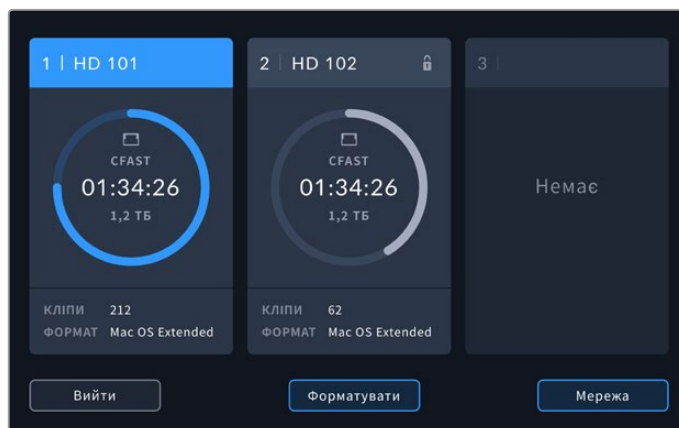 1 | HD 101
2 | HD 102
3 |
CFAST
01:34:26
1,2 ТБ
CFAST
01:34:26
1,2 ТБ
Немає
КЛІПИ 212
ФОРМАТ Mac OS Extended
КЛІПИ 62
ФОРМАТ Mac OS Extended
Вийти
Форматувати
Мережа